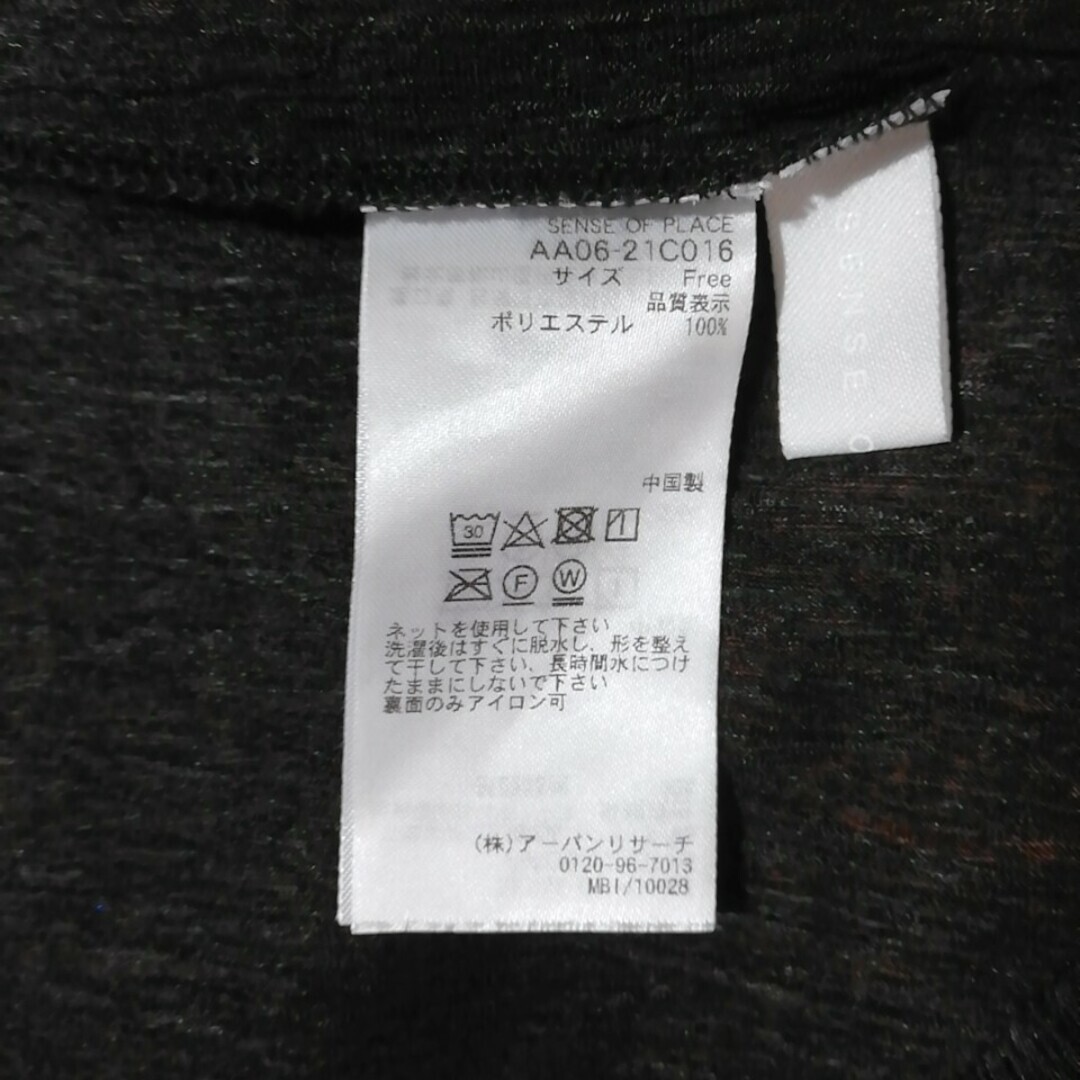 SENSE OF PLACE
AA06-21C016
サイズ Free
品質表示
ポリエステル 100%
中国製
30
F W
ネットを使用して下さい
洗濯後はすぐに脱水し、形を整え
て干して下さい、長時間水につけ
たままにしないで下さい
裏面のみアイロン可
(株)アーバンリサーチ
0120-96-7013
MBI/10028
SENSE O